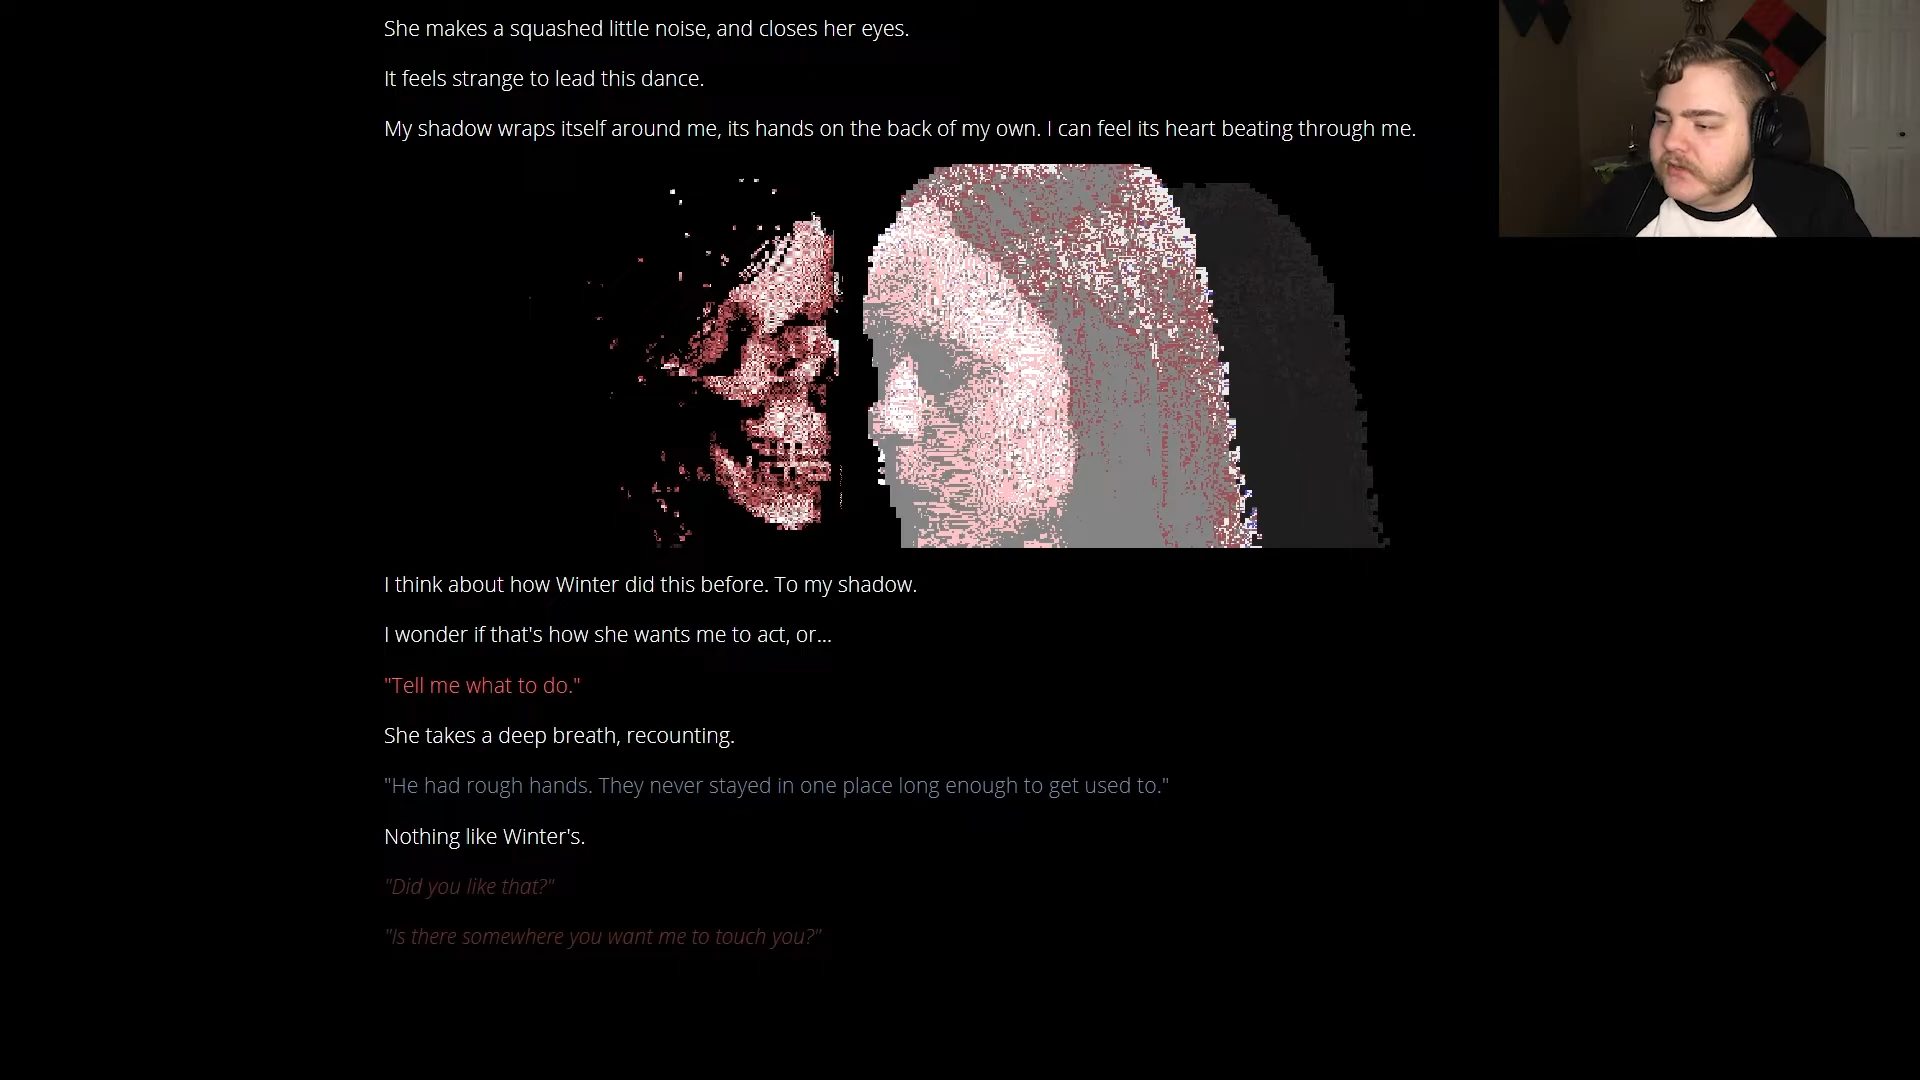 She makes a squashed little noise, and closes her eyes.
It feels strange to lead this dance.
My shadow wraps itself around me, its hands on the back of my own. I can feel its heart beating through me.
I think about how Winter did this before. To my shadow.
I wonder if that's how she wants me to act, or...
"Tell me what to do."
She takes a deep breath, recounting.
"He had rough hands. They never stayed in one place long enough to get used to."
Nothing like Winter's.
"Did you like that?"
"Is there somewhere you want me to touch you?"